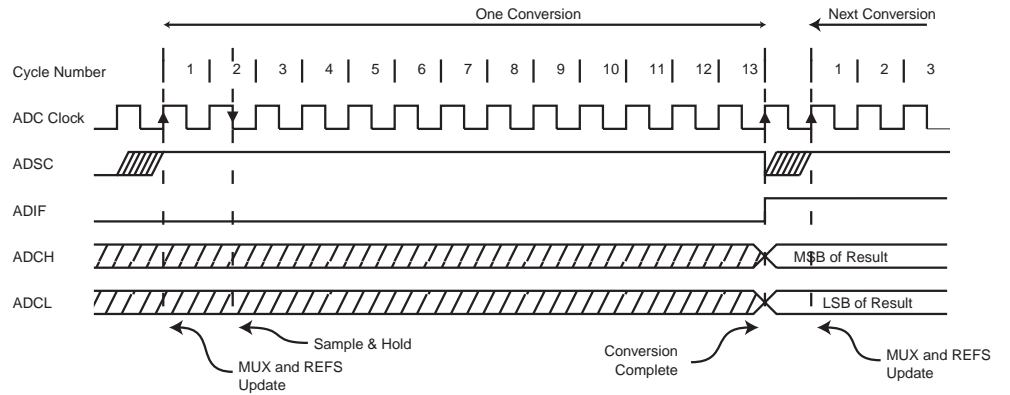 One Conversion
Next Conversion
Cycle Number 1 2 3 4 5 6 7 8 9 10 11 12 13 1 2 3
ADC Clock
ADSC
ADIF
ADCH
MSB of Result
ADCL
LSB of Result
Sample & Hold
MUX and REFS
Update
Conversion
Complete
MUX and REFS
Update